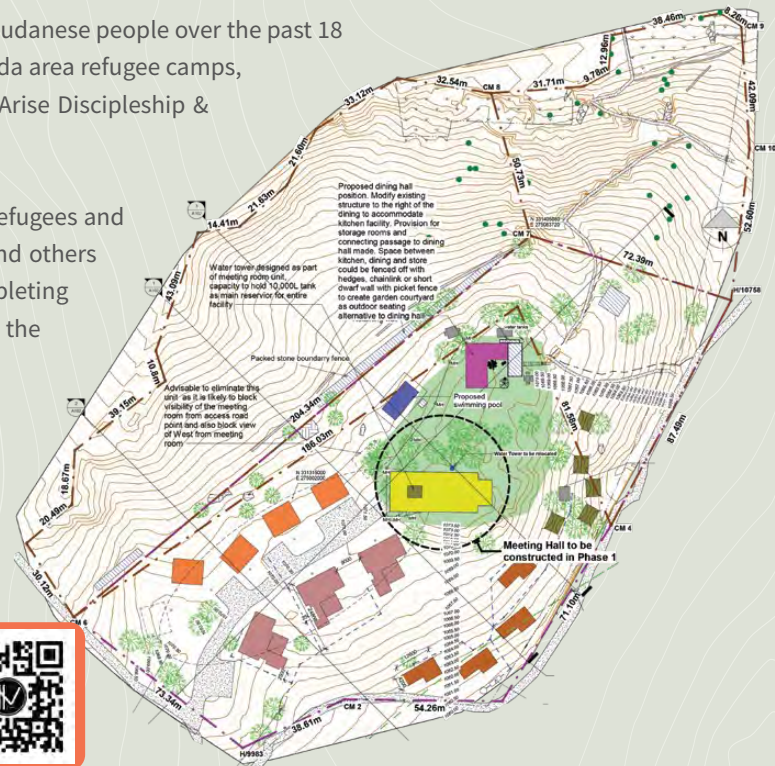 udanese people over the past 18
da area refugee camps,
Arise Discipleship &
efugees and
nd others
pleting
the
38.46m
8.26m
CM 9
12.96m
9.78m
31.71m
CM 8
32.54m
33.12m
42.09m
CM 10
21.60m
50.73m
52.60m
21.63m
14.41m
N
CM 7
72.39m
Proposed dining hall
position. Modify existing
structure to the right of the
dining to accommodate
kitchen facility. Provision for
storage rooms and
connecting passage to dining
hall made. Space between
kitchen, dining and store
could be fenced off with
hedges, chainlink or short
dwarf wall with picket fence
to create garden courtyard
as outdoor seating
alternative to dining hall
Water tower designed as part
of meeting room unit,
capacity to hold 10,000L tank
as main reservior for entire
facility
43.09m
H/10758
Packed stone boundarry fence
10.8m
Proposed
swimming pool
Advisable to eliminate this
unit as it is likely to block
visibility of the meeting
room from access road
point and also block view
of West from meeting
room
39.15m
204.34m
186.03m
81.58m
87.49m
Water Tower to be relocated
18.67m
20.49m
CM 4
Meeting Hall to be
constructed in Phase 1
30.12m
CM 6
71.10m
73.34m
CM 2
54.26m
38.61m
H/9983